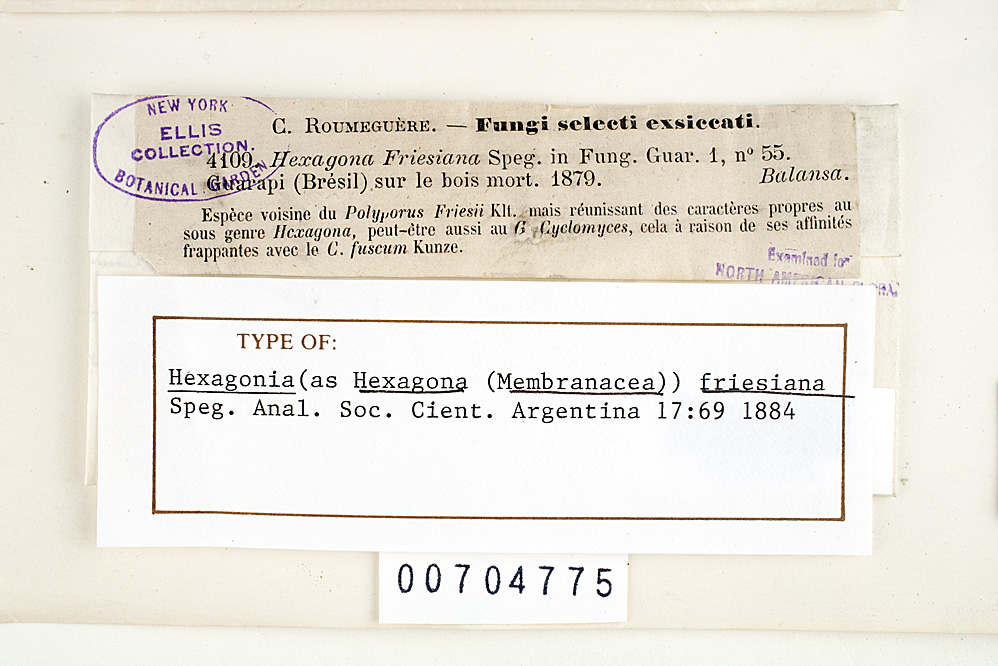 NEW YORK
ELLIS
COLLECTION.
BOTANICAL GARDEN
C. ROUMEGUÈRE. — Fungi selecti exsiccati.
4109. Hexagona Friesiana Speg. in Fung. Guar. 1, nº 55.
Guarapi (Brésil) sur le bois mort. 1879. Balansa.
Espèce voisine du Polyporus Friesii Klt. mais réunissant des caractères propres au
sous genre Hexagona, peut-être aussi au G. Cyclomyces, cela à raison de ses affinités
frappantes avec le C. fuscum Kunze.
Examined for
NORTH AMERICAN FLORA
TYPE OF:
Hexagonia(as Hexagona (Membranacea)) friesiana
Speg. Anal. Soc. Cient. Argentina 17:69 1884
00704775